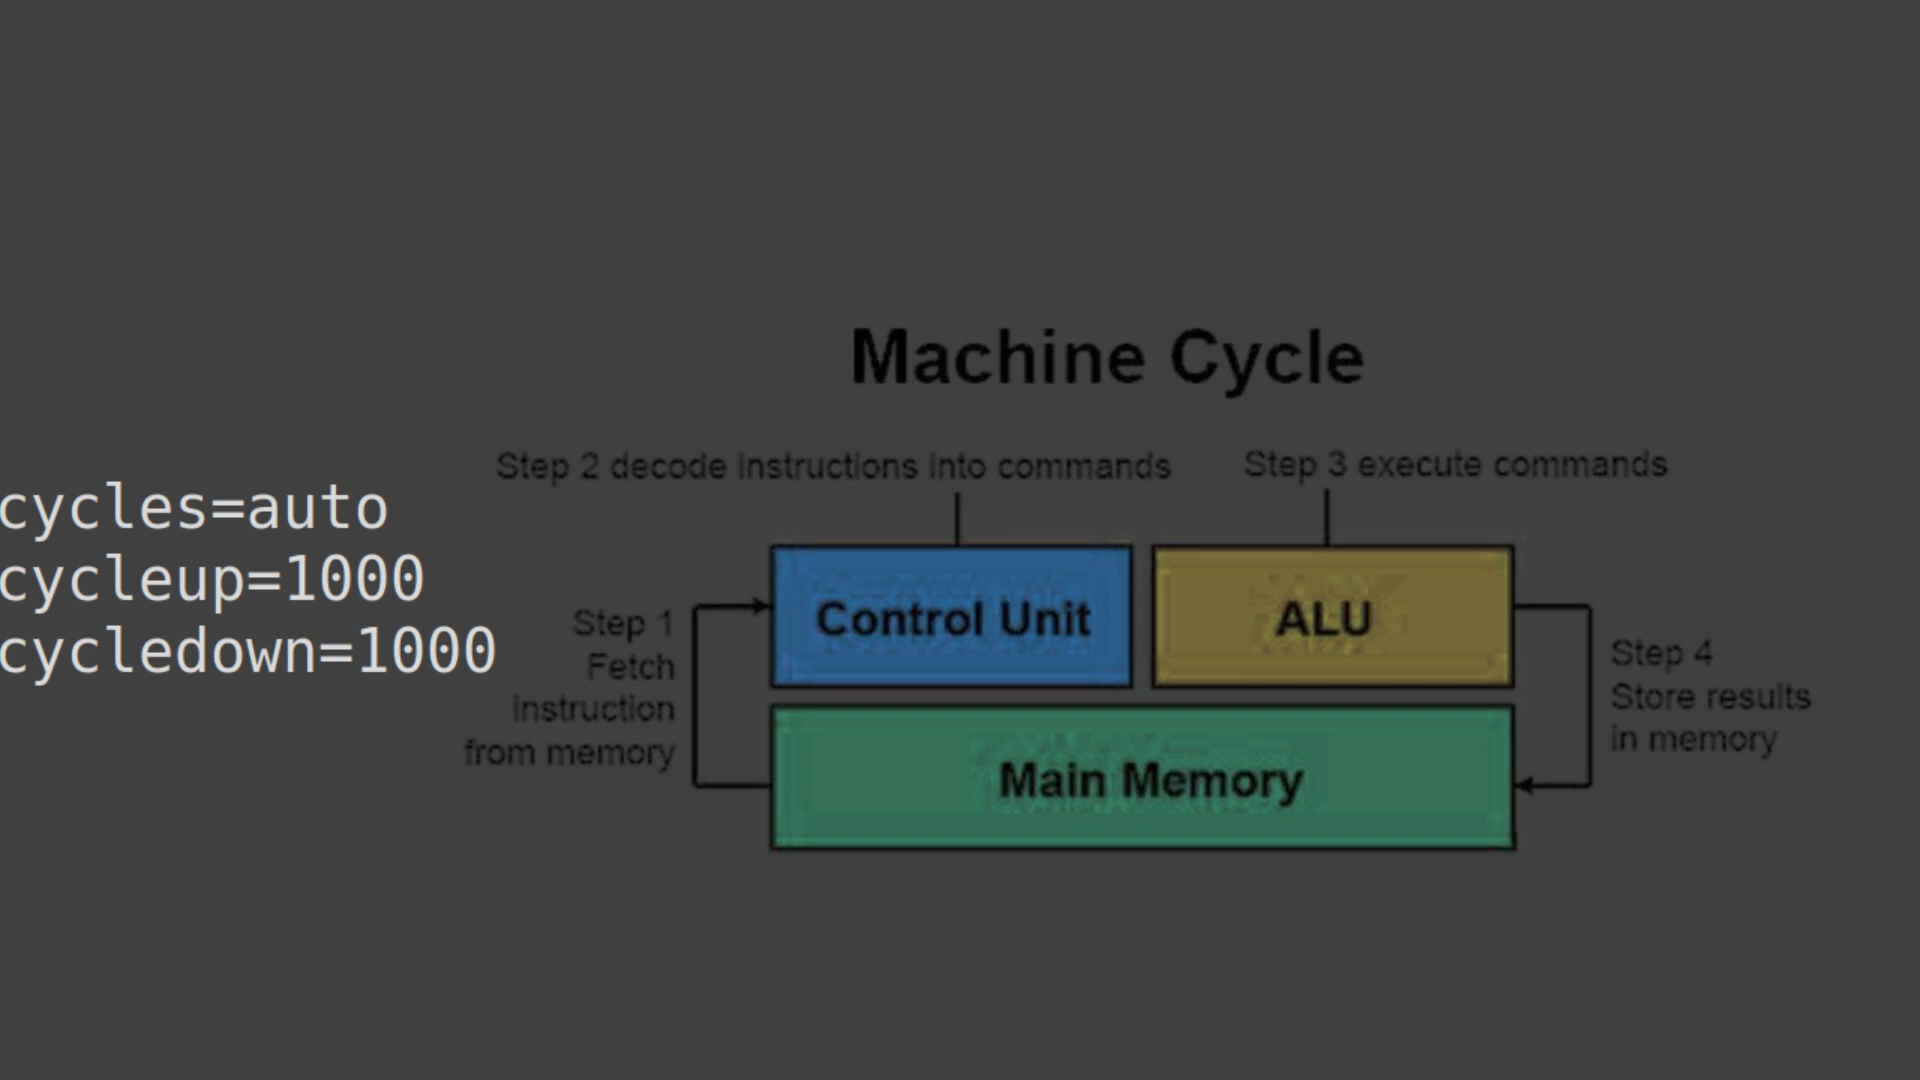 Machine Cycle
Step 2 decode instructions into commands
Step 3 execute commands
cycles=auto
cycleup=1000
cycledown=1000
Step 1
Fetch
instruction
from memory
Control Unit
ALU
Main Memory
Step 4
Store results
in memory